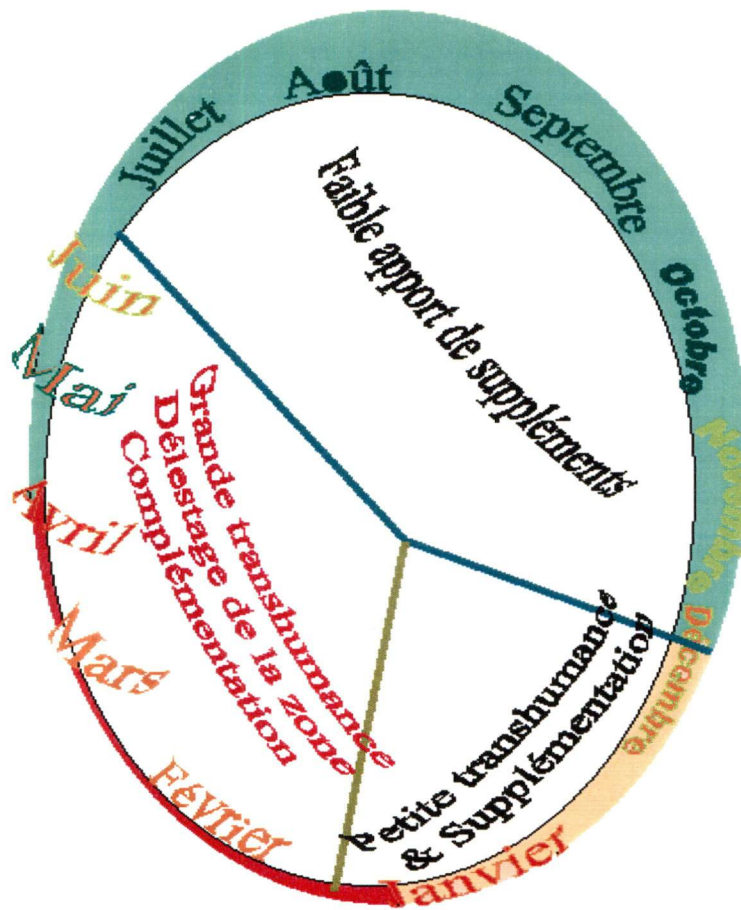 Août
Juillet
Septembre
Juin
Octobre
Mai
Novembre
Avril
Décembre
Mars
Février
Janvier
Faible apport de suppléments
Grande transhumance
Délestage de la zone
Complémentation
Petite transhumance
& Supplémentation